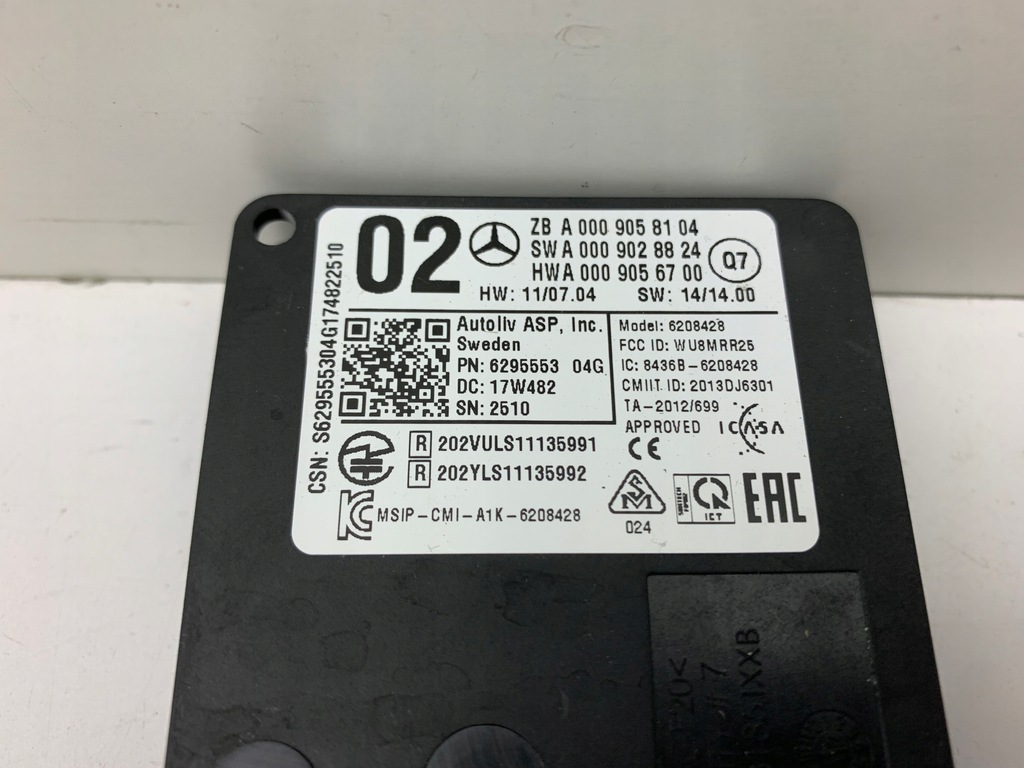 02
ZB A 000 905 81 04
SW A 000 902 88 24
HW A 000 905 67 00
Q7
HW: 11/07.04 SW: 14/14.00
CSN: S629555304G174822510
Autoliv ASP, Inc.
Sweden
PN: 6295553 04G
DC: 17W482
SN: 2510
Model: 6208428
FCC ID: WU8MRR25
IC: 8436B-6208428
CMIIT ID: 2013DJ6301
TA-2012/699
APPROVED ICASA
CE
R 202VULS11135991
R 202YLS11135992
MSIP-CMI-A1K-6208428
024
ICT
EAC